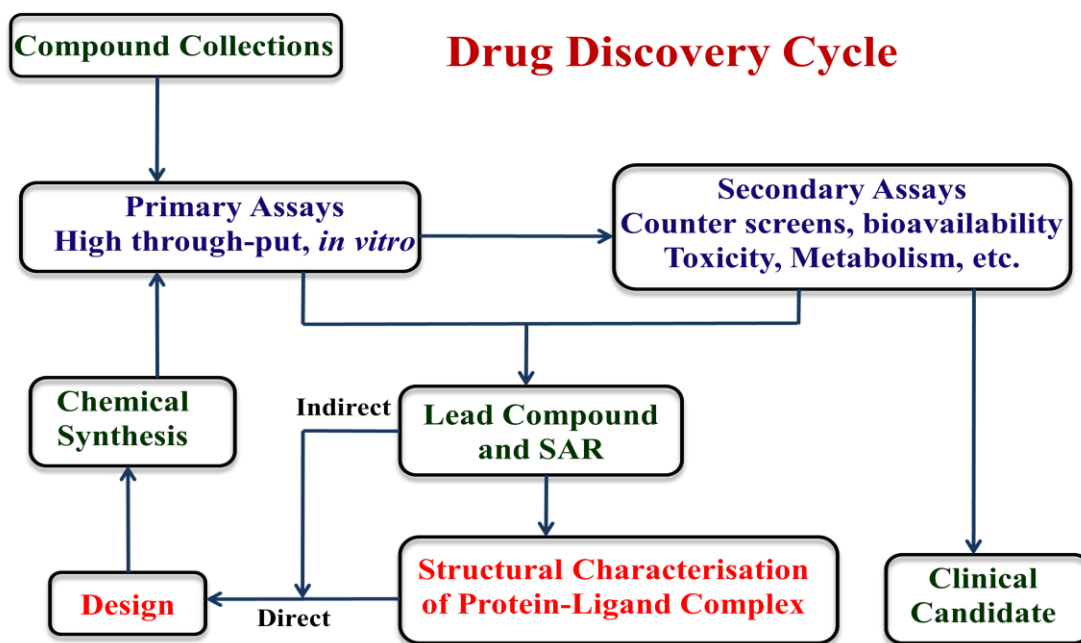 Compound Collections
Drug Discovery Cycle
Primary Assays
High through-put, in vitro
Secondary Assays
Counter screens, bioavailability
Toxicity, Metabolism, etc.
Chemical
Synthesis
Indirect
Lead Compound
and SAR
Design
Direct
Structural Characterisation
of Protein-Ligand Complex
Clinical
Candidate